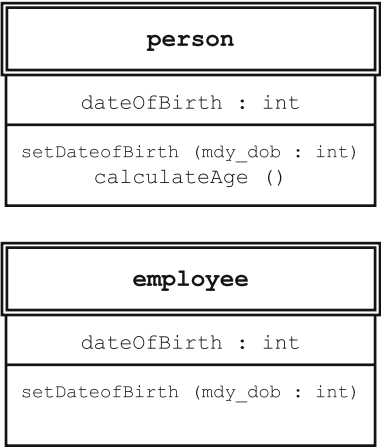 person
dateOfBirth : int
setDateofBirth (mdy_dob : int)
calculateAge ()
employee
dateOfBirth : int
setDateofBirth (mdy_dob : int)